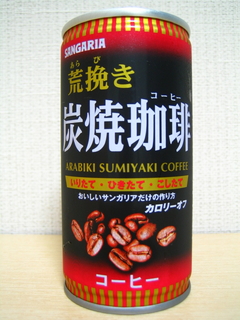 SANGARIA
あらび
荒挽き
コーヒー
炭焼珈琲
ARABIKI SUMIYAKI COFFEE
いりたて・ひきたて・こしたて
おいしいサンガリアだけの作り方
カロリーオフ
コーヒー